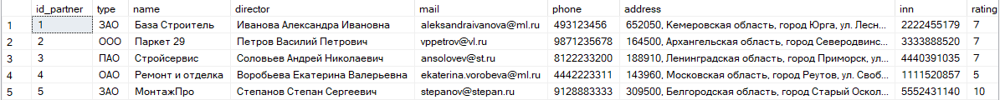 id_partner type name director mail phone address inn rating
1 1 ЗАО База Строитель Иванова Александра Ивановна aleksandraivanova@ml.ru 493123456 652050, Кемеровская область, город Юрга, ул. Лесн... 2222455179 7
2 2 ООО Паркет 29 Петров Василий Петрович vppetrov@vl.ru 9871235678 164500, Архангельская область, город Северодвинс... 3333888520 7
3 3 ПАО Стройсервис Соловьев Андрей Николаевич ansolovev@st.ru 8122233200 188910, Ленинградская область, город Приморск, ул... 4440391035 7
4 4 ОАО Ремонт и отделка Воробьева Екатерина Валерьевна ekaterina.vorobeva@ml.ru 4442223311 143960, Московская область, город Реутов, ул. Своб... 1111520857 5
5 5 ЗАО МонтажПро Степанов Степан Сергеевич stepanov@stepan.ru 9128883333 309500, Белгородская область, город Старый Оскол... 5552431140 10